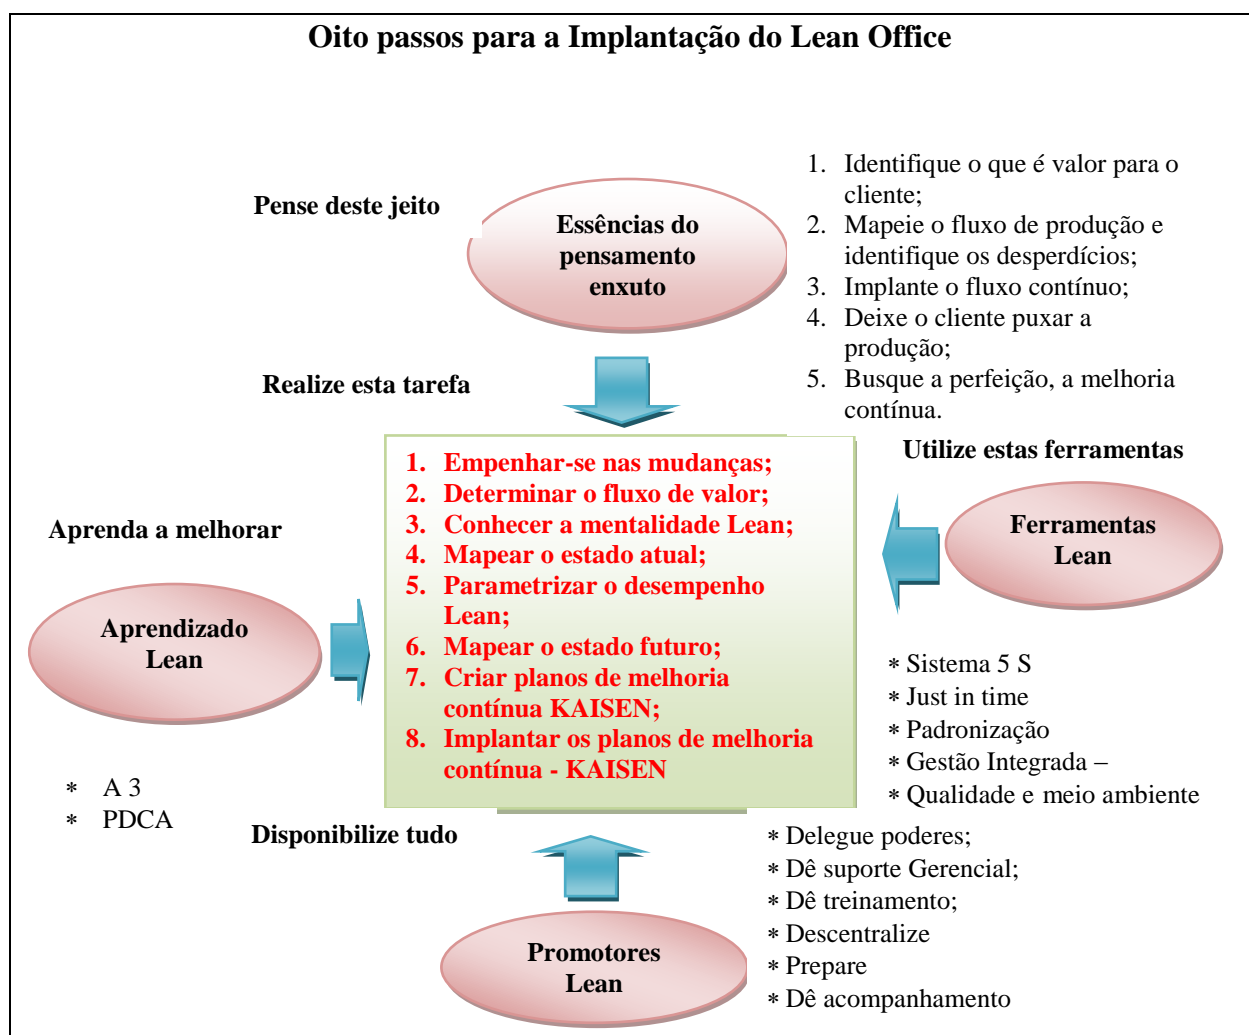 Oito passos para a Implantação do Lean Office
Pense deste jeito
Essências do
pensamento
enxuto
1. Identifique o que é valor para o
cliente;
2. Mapeie o fluxo de produção e
identifique os desperdícios;
3. Implante o fluxo contínuo;
4. Deixe o cliente puxar a
produção;
5. Busque a perfeição, a melhoria
contínua.
Realize esta tarefa
Utilize estas ferramentas
1. Empenhar-se nas mudanças;
2. Determinar o fluxo de valor;
3. Conhecer a mentalidade Lean;
4. Mapear o estado atual;
5. Parametrizar o desempenho
Lean;
6. Mapear o estado futuro;
7. Criar planos de melhoria
contínua KAISEN;
8. Implantar os planos de melhoria
contínua - KAISEN
Aprenda a melhorar
Aprendizado
Lean
* A 3
* PDCA
Ferramentas
Lean
* Sistema 5 S
* Just in time
* Padronização
* Gestão Integrada –
* Qualidade e meio ambiente
Disponibilize tudo
Promotores
Lean
* Delegue poderes;
* Dê suporte Gerencial;
* Dê treinamento;
* Descentralize
* Prepare
* Dê acompanhamento